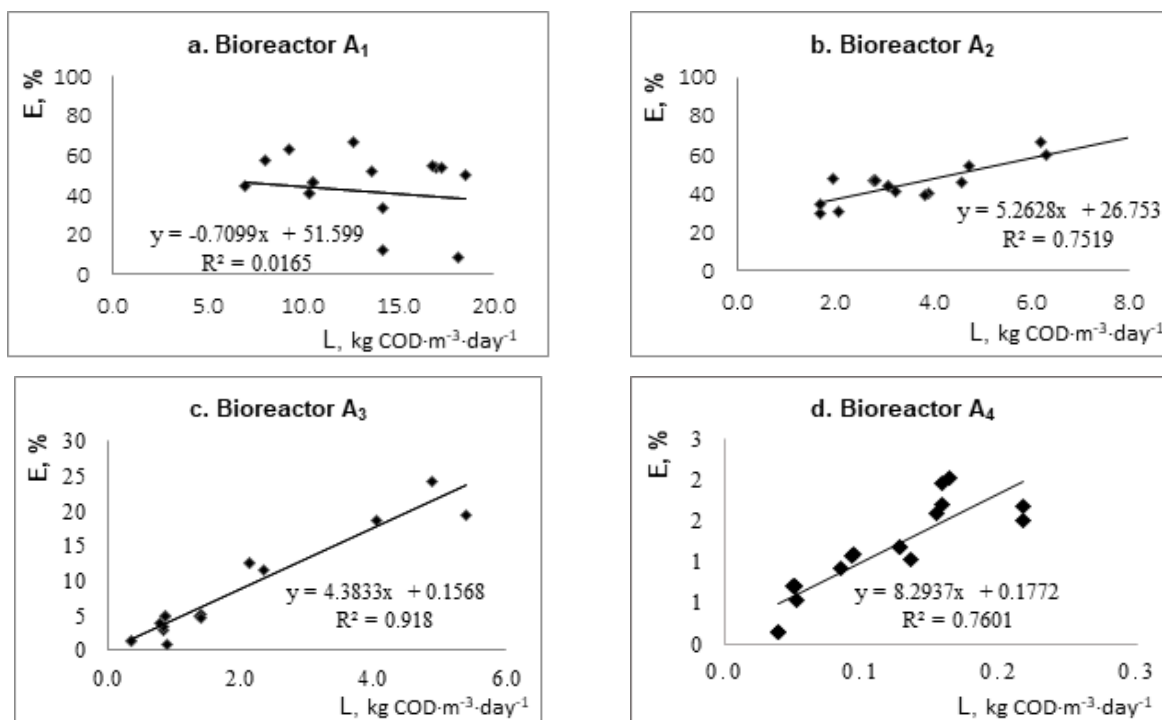 a. Bioreactor A₁
E, %
100
80
60
40
20
0
y = -0.7099x + 51.599
R² = 0.0165
0.0 5.0 10.0 15.0 20.0
L, kg COD·m⁻³·day⁻¹
b. Bioreactor A₂
E, %
100
80
60
40
20
0
y = 5.2628x + 26.753
R² = 0.7519
0.0 2.0 4.0 6.0 8.0
L, kg COD·m⁻³·day⁻¹
c. Bioreactor A₃
E, %
30
25
20
15
10
5
0
y = 4.3833x + 0.1568
R² = 0.918
0.0 2.0 4.0 6.0
L, kg COD·m⁻³·day⁻¹
d. Bioreactor A₄
E, %
3
2
2
1
1
0
y = 8.2937x + 0.1772
R² = 0.7601
0.0 0.1 0.2 0.3
L, kg COD·m⁻³·day⁻¹